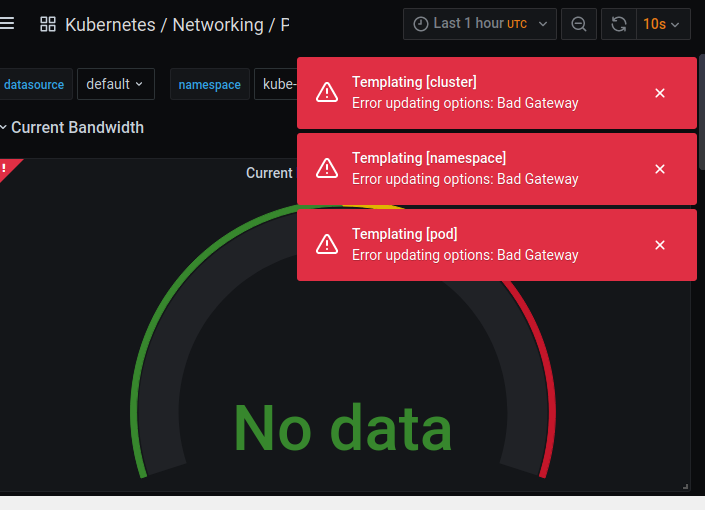 Kubernetes / Networking / P
Last 1 hour UTC
10s
datasource
default
namespace
kube-
Templating [cluster]
Error updating options: Bad Gateway
Current Bandwidth
Templating [namespace]
Error updating options: Bad Gateway
!
Current
Templating [pod]
Error updating options: Bad Gateway
No data